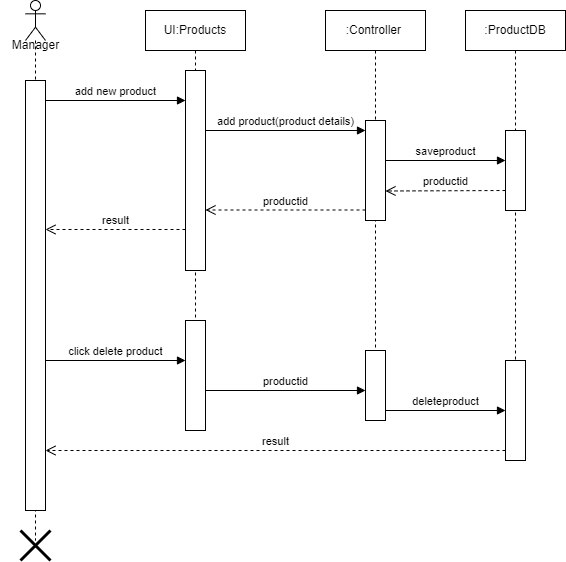 Manager
UI:Products
:Controller
:ProductDB
add new product
add product(product details)
saveproduct
productid
productid
result
click delete product
productid
deleteproduct
result